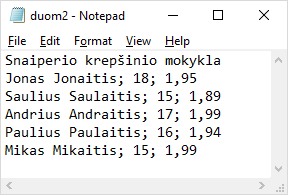 duom2 - Notepad
File Edit Format View Help
Snaiperio krepšinio mokykla
Jonas Jonaitis; 18; 1,95
Saulius Saulaitis; 15; 1,89
Andrius Andraitis; 17; 1,99
Paulius Paulaitis; 16; 1,94
Mikas Mikaitis; 15; 1,99